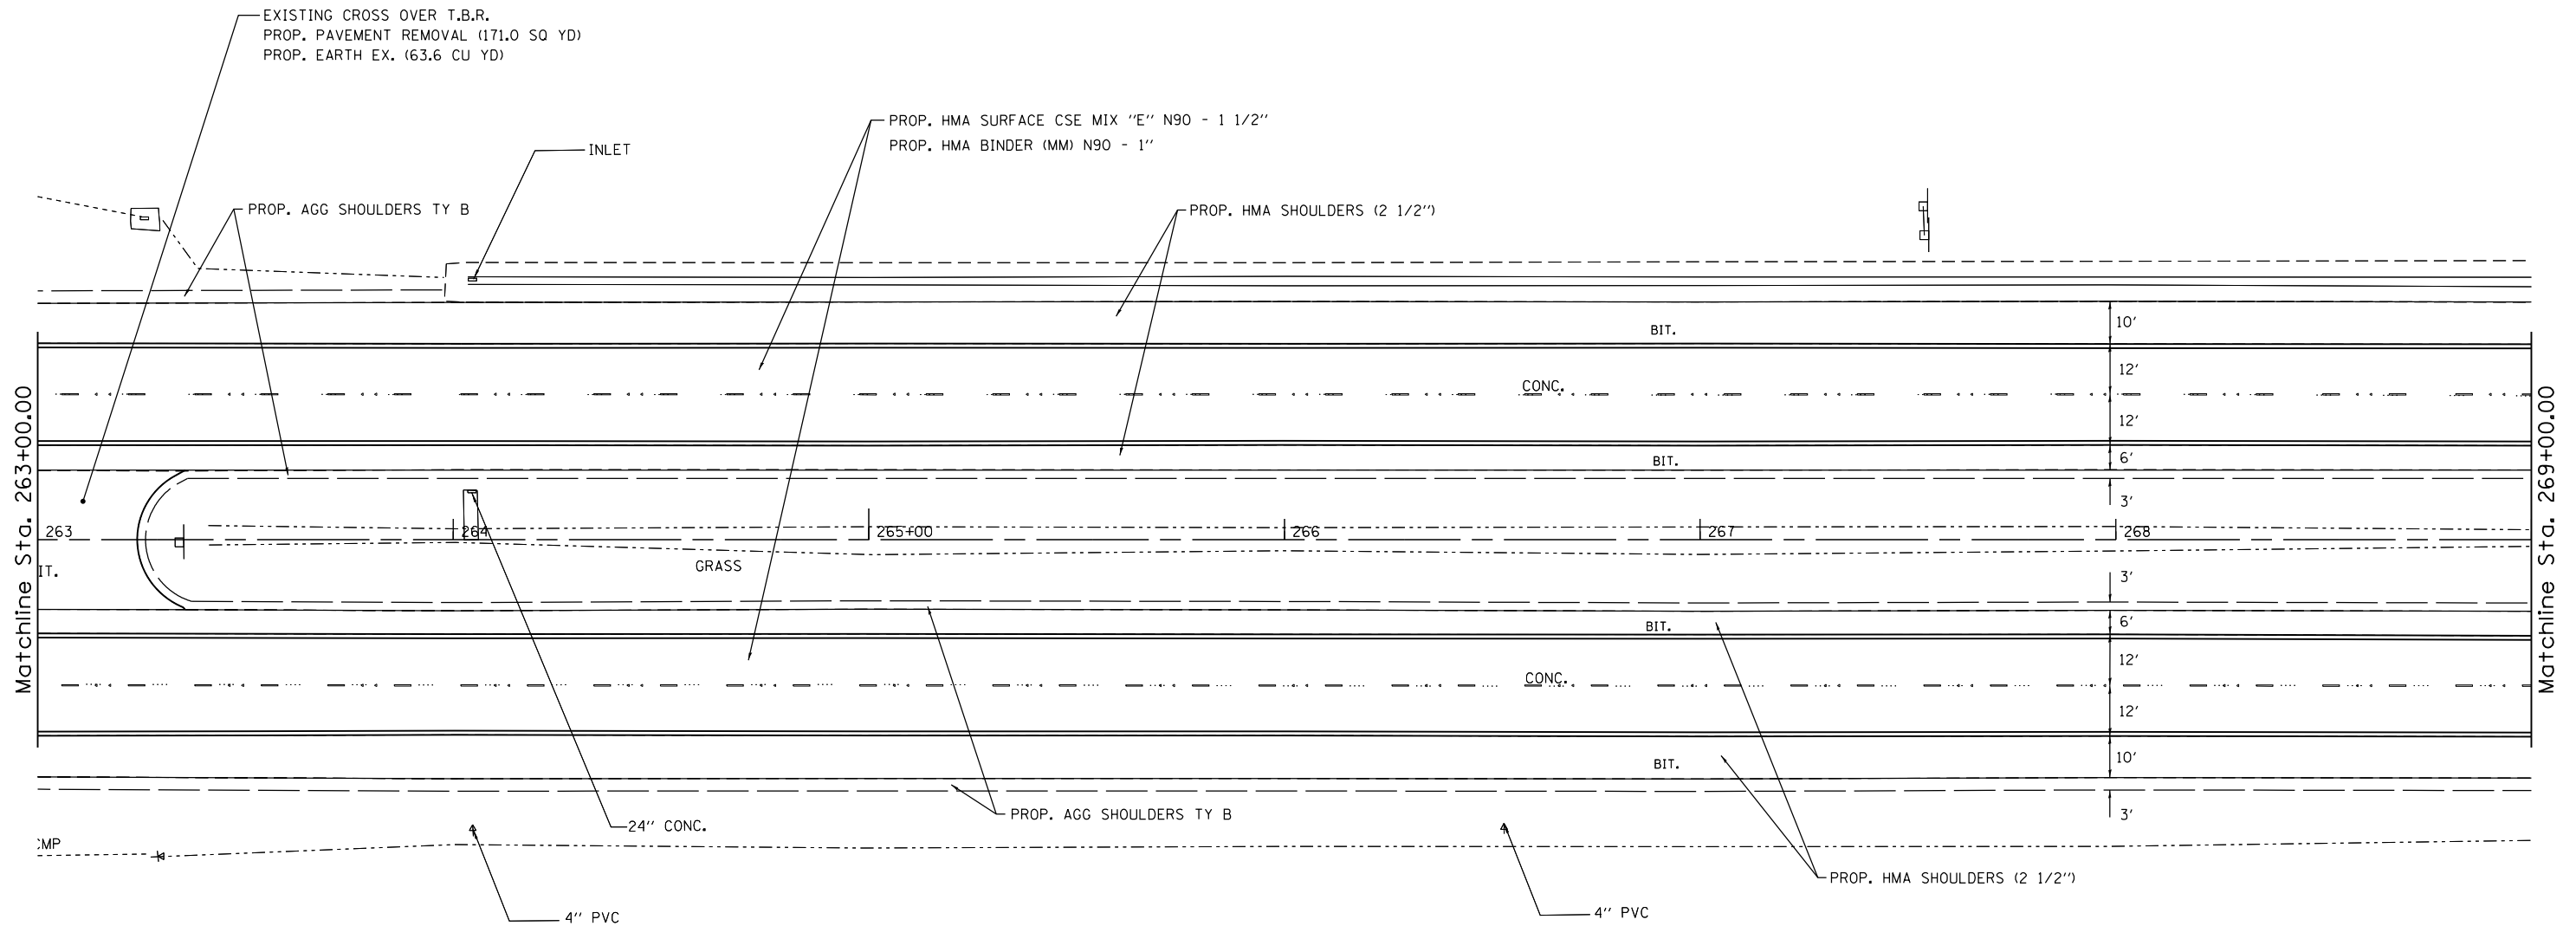 EXISTING CROSS OVER T.B.R.
PROP. PAVEMENT REMOVAL (171.0 SQ YD)
PROP. EARTH EX. (63.6 CU YD)
PROP. HMA SURFACE CSE MIX "E" N90 - 1 1/2"
PROP. HMA BINDER (MM) N90 - 1"
INLET
PROP. AGG SHOULDERS TY B
PROP. HMA SHOULDERS (2 1/2")
10'
BIT.
12'
CONC.
12'
6'
BIT.
3'
Matchline Sta. 263+00.00
Matchline Sta. 269+00.00
263
264
265+00
266
267
268
GRASS
IT.
3'
6'
BIT.
12'
CONC.
12'
10'
BIT.
3'
PROP. AGG SHOULDERS TY B
24" CONC.
CMP
PROP. HMA SHOULDERS (2 1/2")
4" PVC
4" PVC